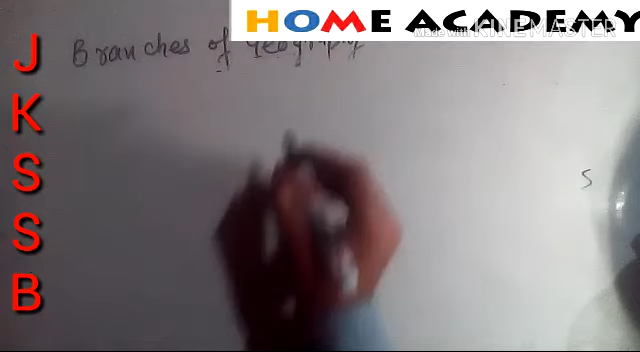 HOME ACADEMY
Made with KINEMASTER
Branches of Geography
J
K
S
S
B
S